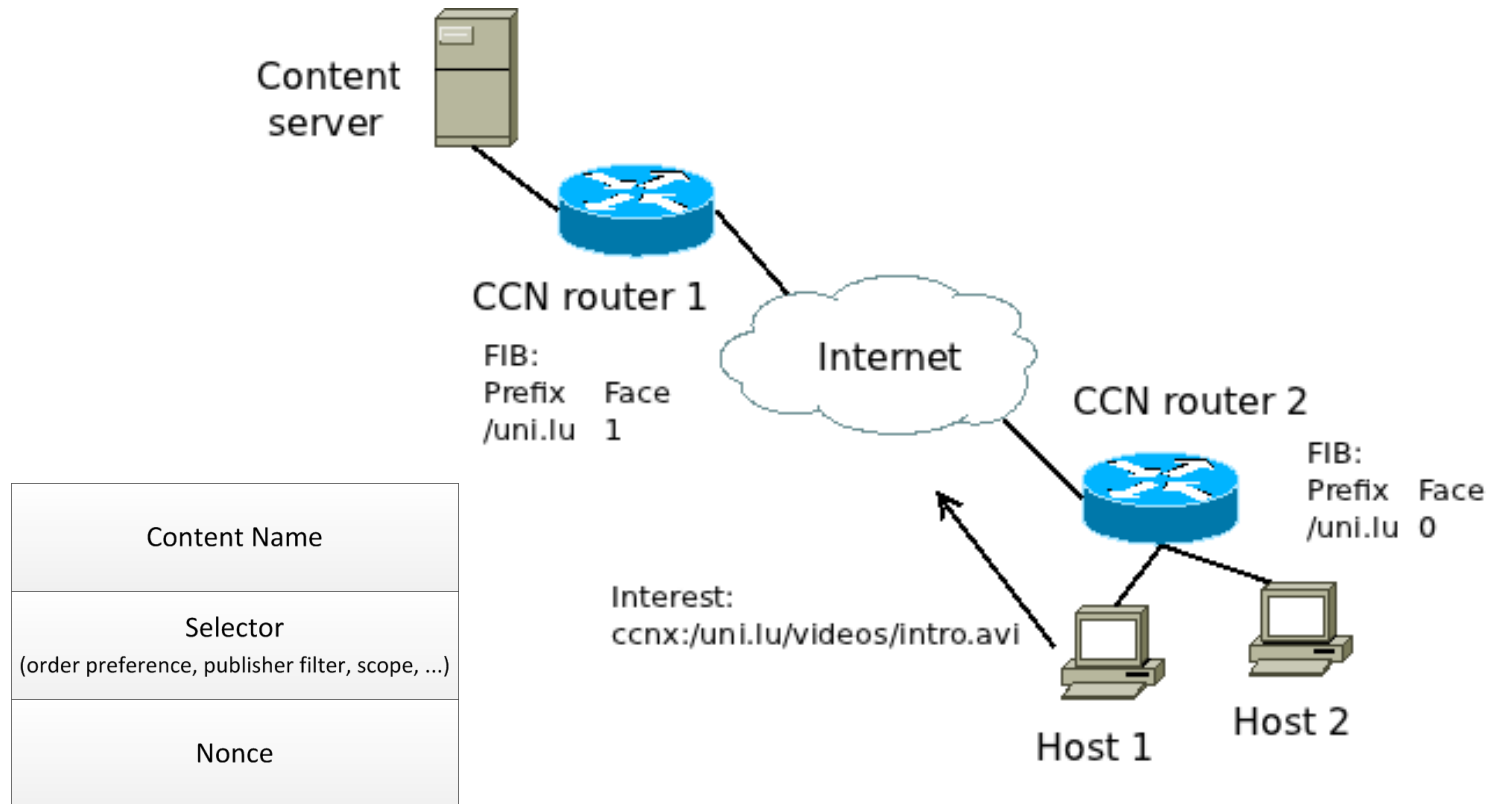 Content
server
CCN router 1
FIB:
Prefix Face
/uni.lu 1
Internet
CCN router 2
FIB:
Prefix Face
/uni.lu 0
Interest:
ccnx:/uni.lu/videos/intro.avi
Host 1
Host 2
Content Name
Selector
(order preference, publisher filter, scope, ...)
Nonce